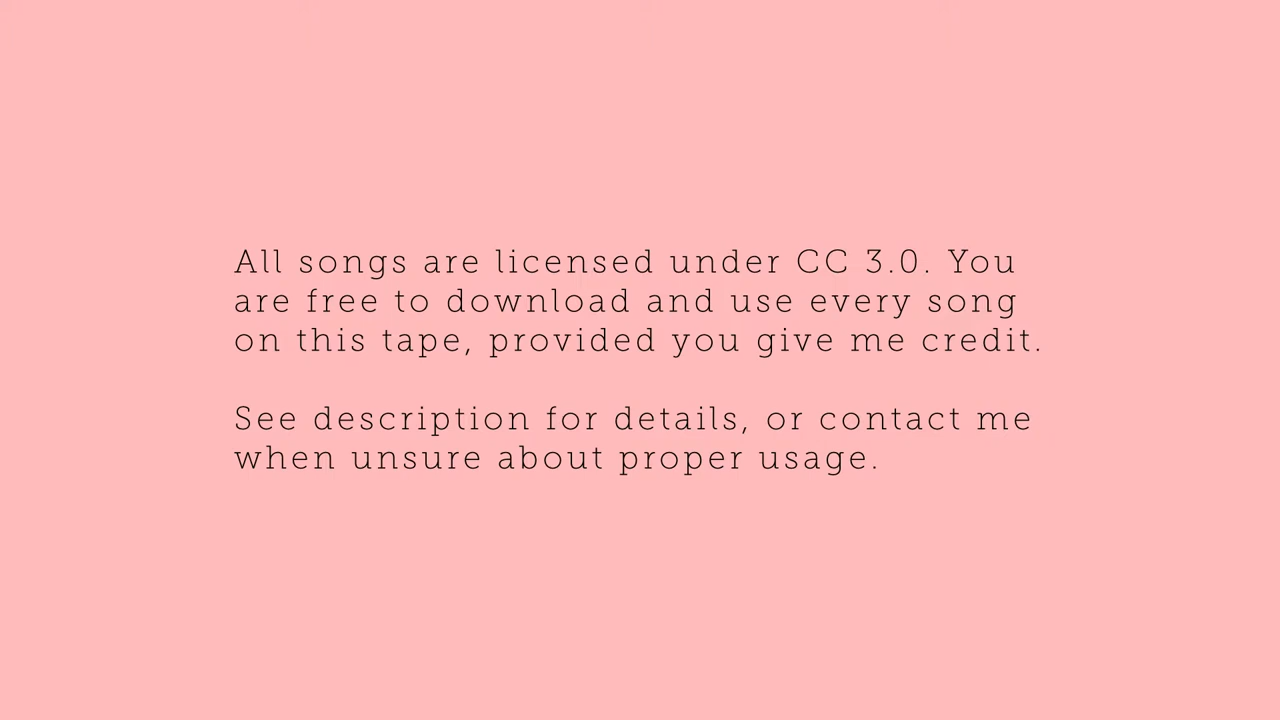 All songs are licensed under CC 3.0. You
are free to download and use every song
on this tape, provided you give me credit.
See description for details, or contact me
when unsure about proper usage.